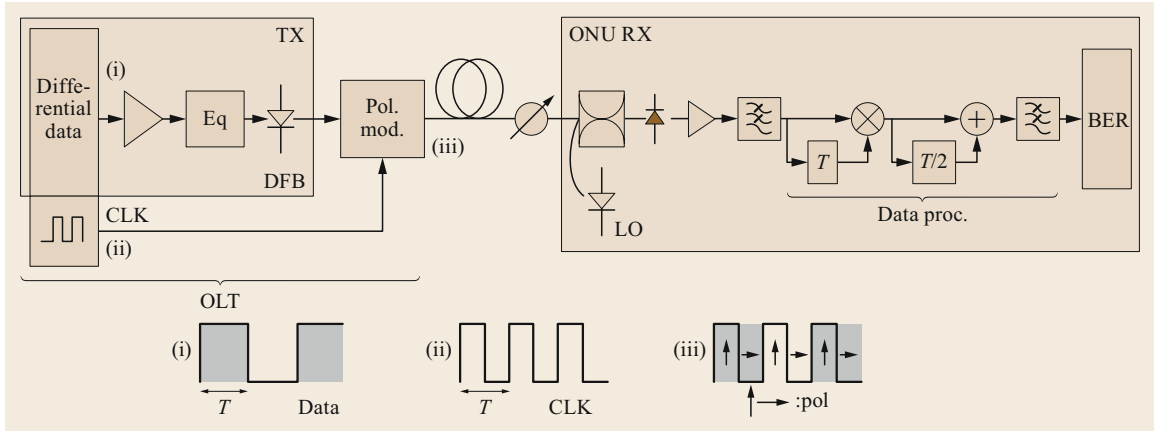 TX
ONU RX
(i)
Diffe-
rential
data
Eq
Pol.
mod.
(iii)
BER
T
T/2
DFB
CLK
(ii)
LO
Data proc.
OLT
(i)
T
Data
(ii)
T
CLK
(iii)
:pol